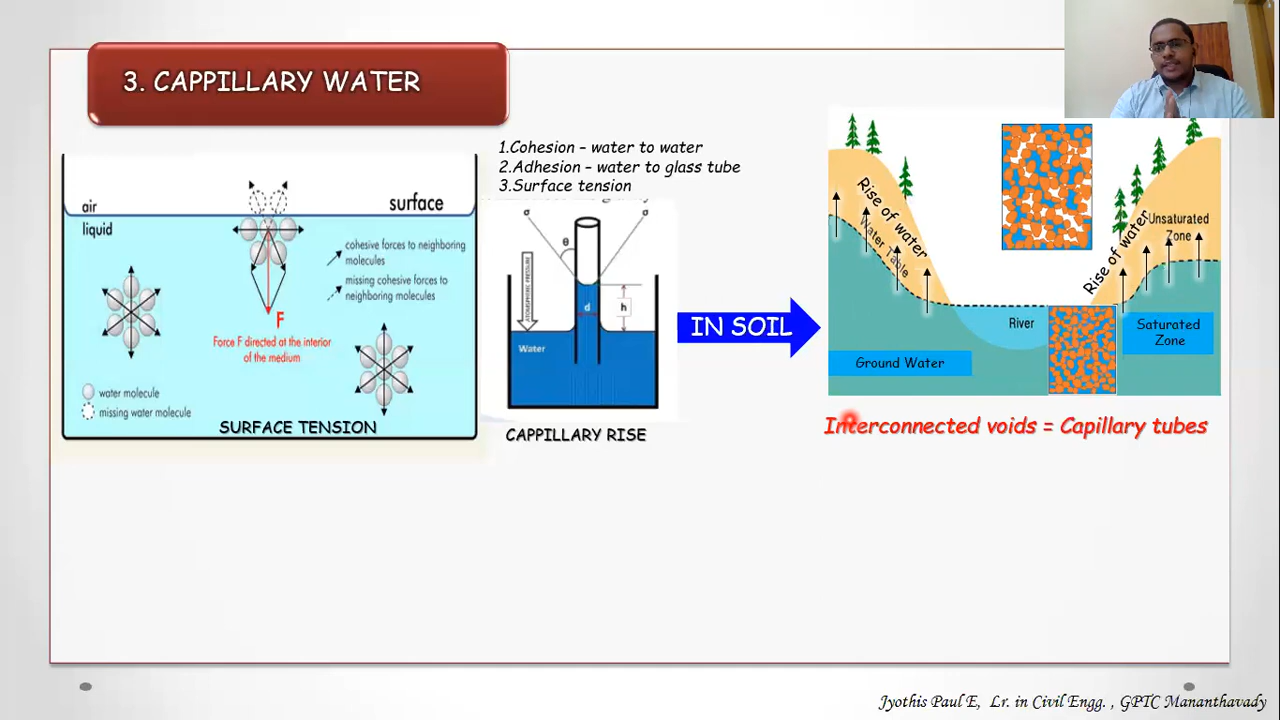 3. CAPPILLARY WATER
air
liquid
surface
cohesive forces to neighboring
molecules
missing cohesive forces to
neighboring molecules
F
Force F directed at the interior
of the medium
water molecule
missing water molecule
SURFACE TENSION
1.Cohesion – water to water
2.Adhesion – water to glass tube
3.Surface tension
σ
σ
θ
ATMOSPHERIC PRESSURE
d
h
Water
CAPPILLARY RISE
IN SOIL
Rise of water
Water Table
Rise of water
Unsaturated
Zone
River
Saturated
Zone
Ground Water
Interconnected voids = Capillary tubes
Jyothis Paul E, Lr. in Civil Engg. , GPTC Mananthavady